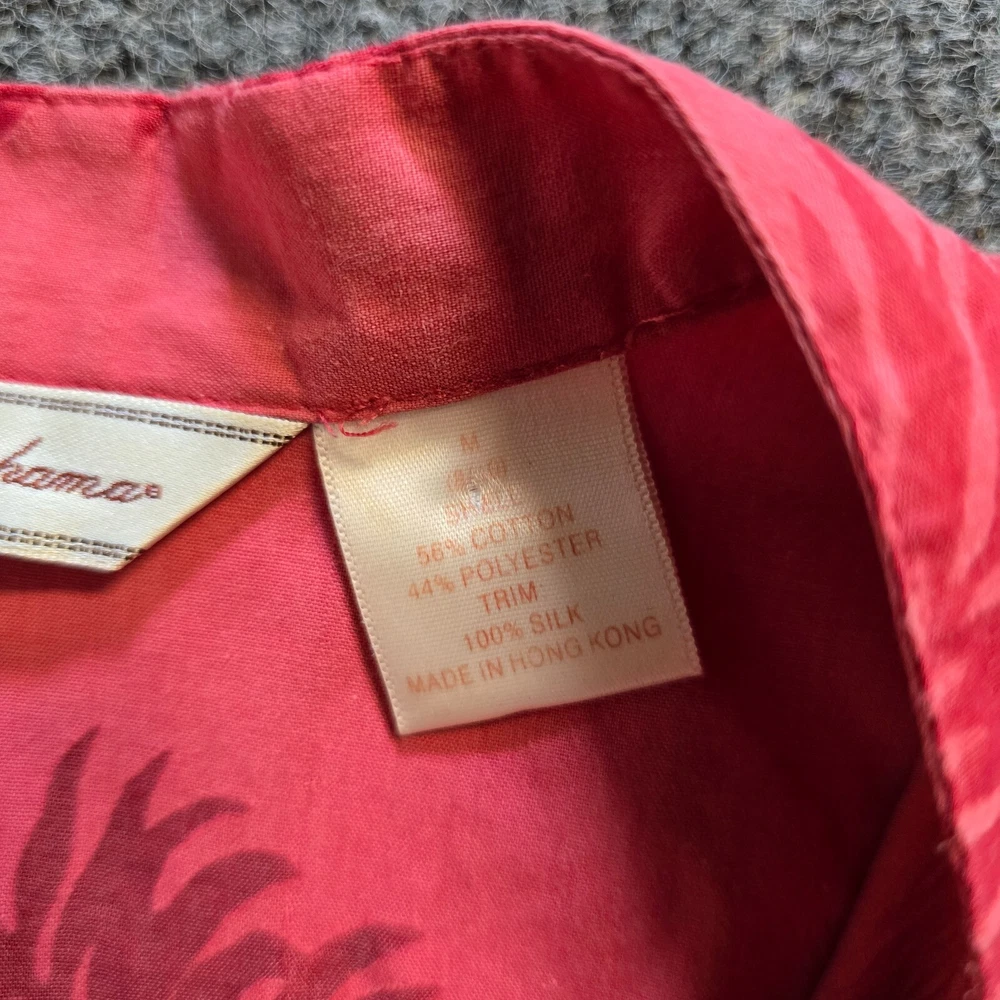 hama®
M
56% COTTON
44% POLYESTER
TRIM
100% SILK
MADE IN HONG KONG